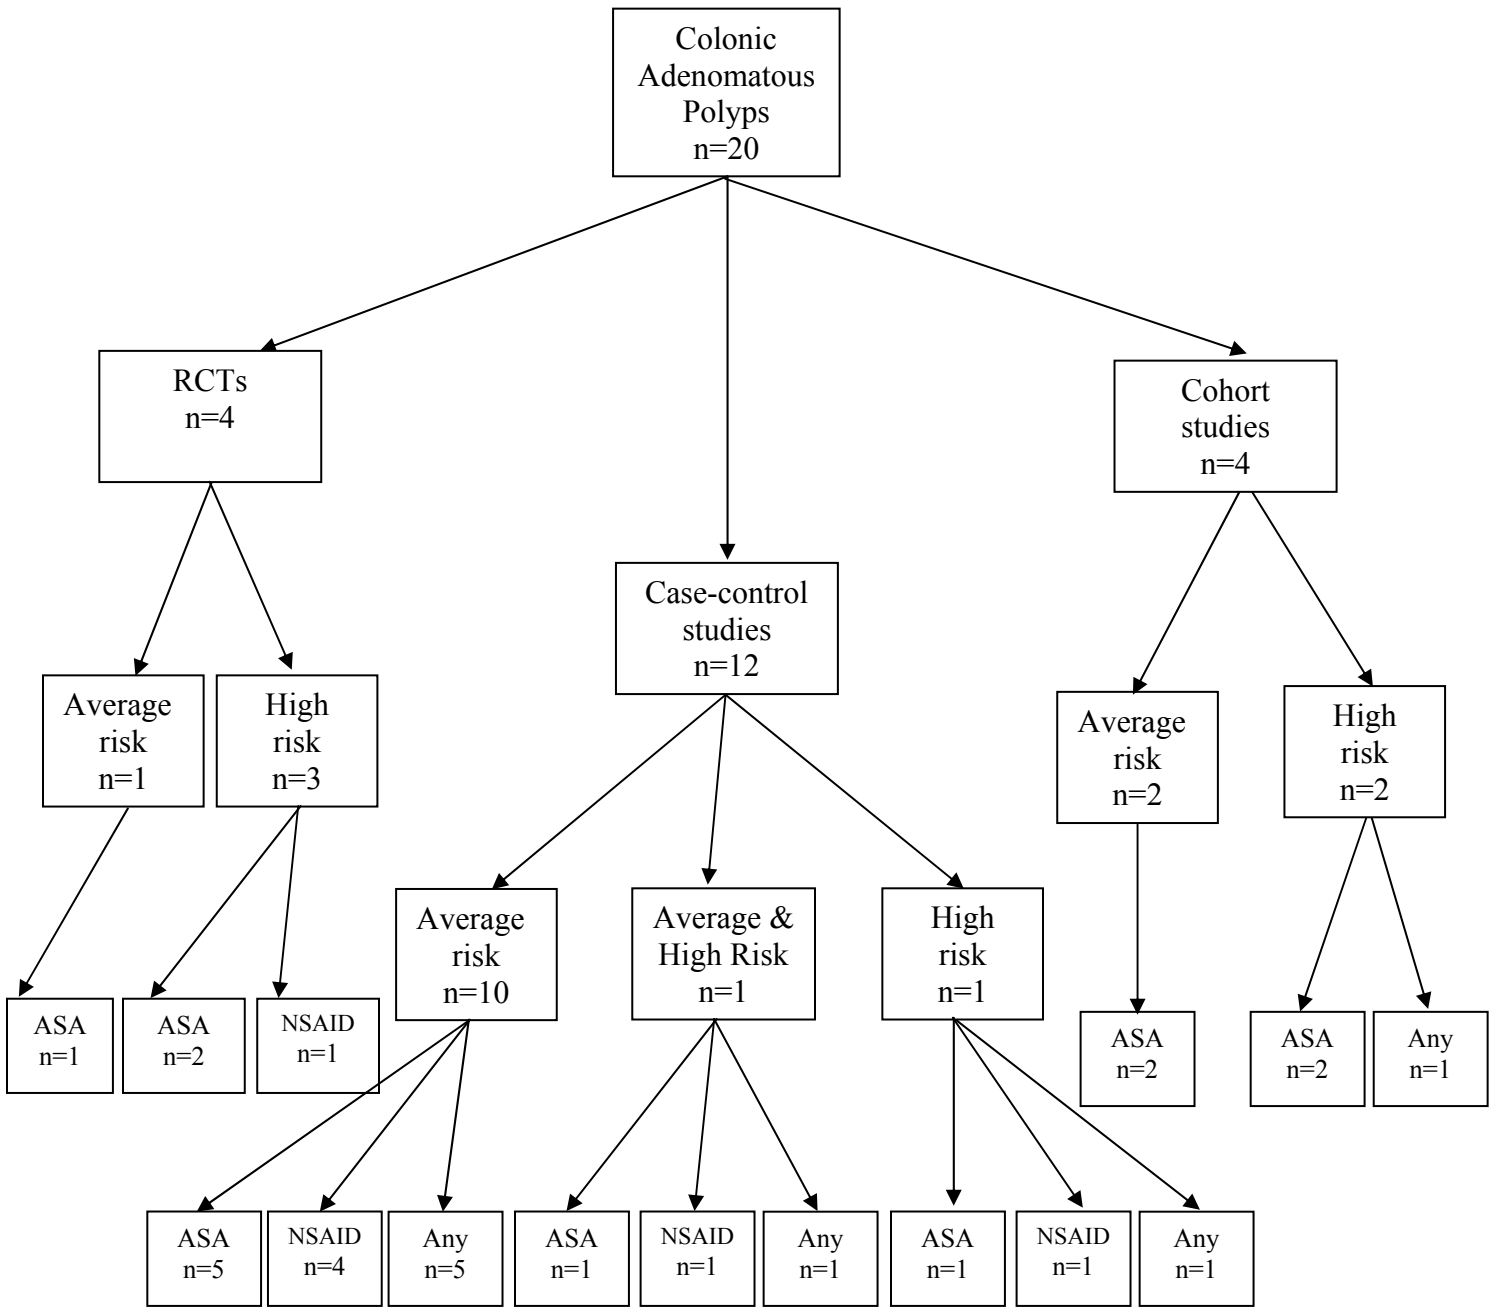 Colonic
Adenomatous
Polyps
n=20
RCTs
n=4
Cohort
studies
n=4
Case-control
studies
n=12
Average
risk
n=1
High
risk
n=3
Average
risk
n=2
High
risk
n=2
Average
risk
n=10
Average &
High Risk
n=1
High
risk
n=1
ASA
n=1
ASA
n=2
NSAID
n=1
ASA
n=2
ASA
n=2
Any
n=1
ASA
n=5
NSAID
n=4
Any
n=5
ASA
n=1
NSAID
n=1
Any
n=1
ASA
n=1
NSAID
n=1
Any
n=1